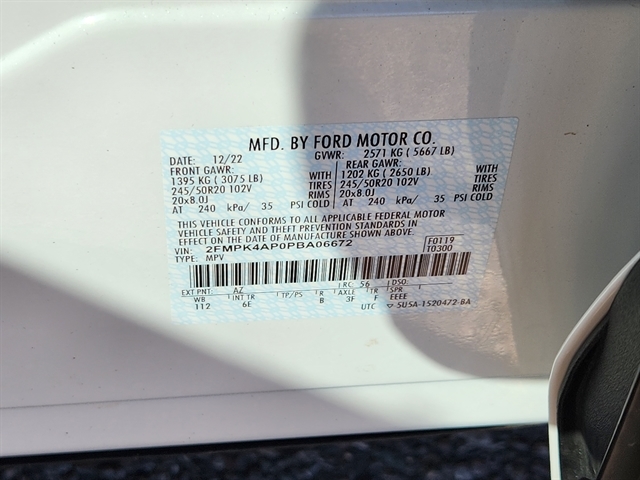 MFD. BY FORD MOTOR CO.
DATE: 12/22 GVWR: 2571 KG ( 5667 LB)
FRONT GAWR: REAR GAWR:
1395 KG ( 3075 LB) WITH 1202 KG ( 2650 LB) WITH
245/50R20 102V TIRES 245/50R20 102V TIRES
20x8.0J RIMS 20x8.0J RIMS
AT 240 kPa/ 35 PSI COLD AT 240 kPa/ 35 PSI COLD
THIS VEHICLE CONFORMS TO ALL APPLICABLE FEDERAL MOTOR
VEHICLE SAFETY AND THEFT PREVENTION STANDARDS IN
EFFECT ON THE DATE OF MANUFACTURE SHOWN ABOVE.
VIN: 2FMPK4AP0PBA06672 F0119
TYPE: MPV T0300
EXT PNT: AZ RC: 56 DSO:
WB INT TR TP/PS R AXLE TR SPR
112 6E B 3F F EEEE
UTC 5U5A-1520472-BA